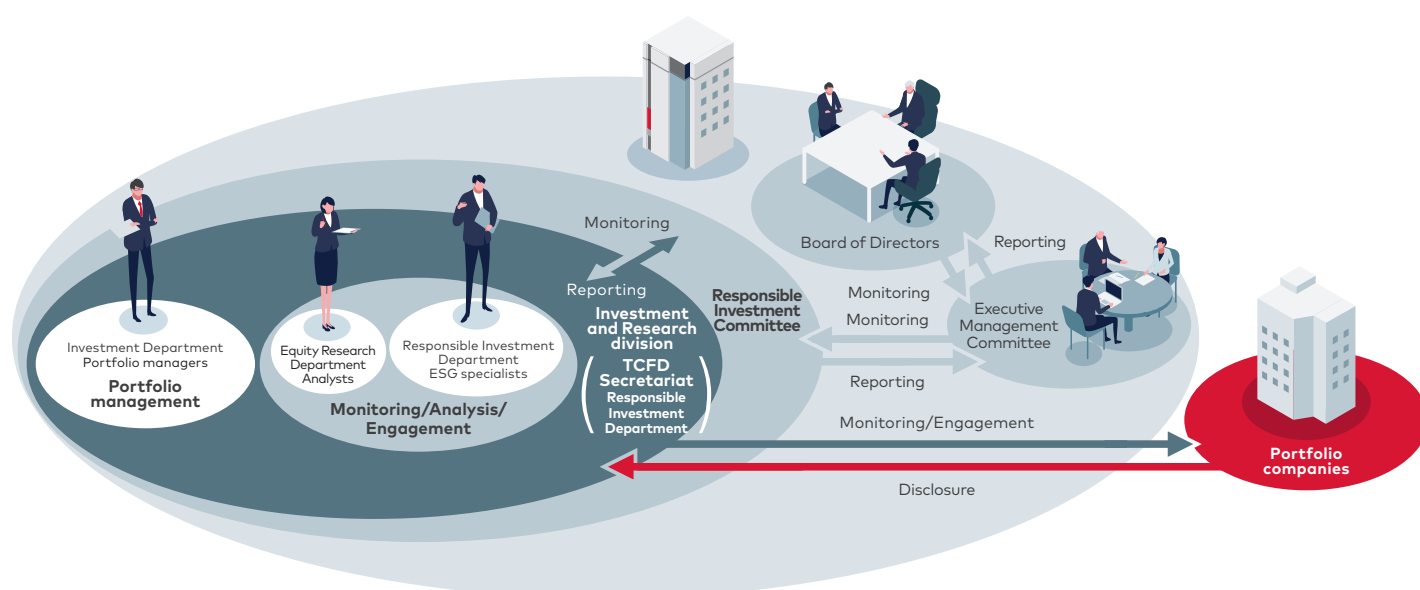 Monitoring
Reporting
Board of Directors
Reporting
Monitoring
Monitoring
Executive
Management
Committee
Reporting
Responsible
Investment
Committee
Investment
and Research
division
TCFD
Secretariat
Responsible
Investment
Department
Investment Department
Portfolio managers
Portfolio
management
Equity Research
Department
Analysts
Responsible Investment
Department
ESG specialists
Monitoring/Analysis/
Engagement
Monitoring/Engagement
Disclosure
Portfolio
companies